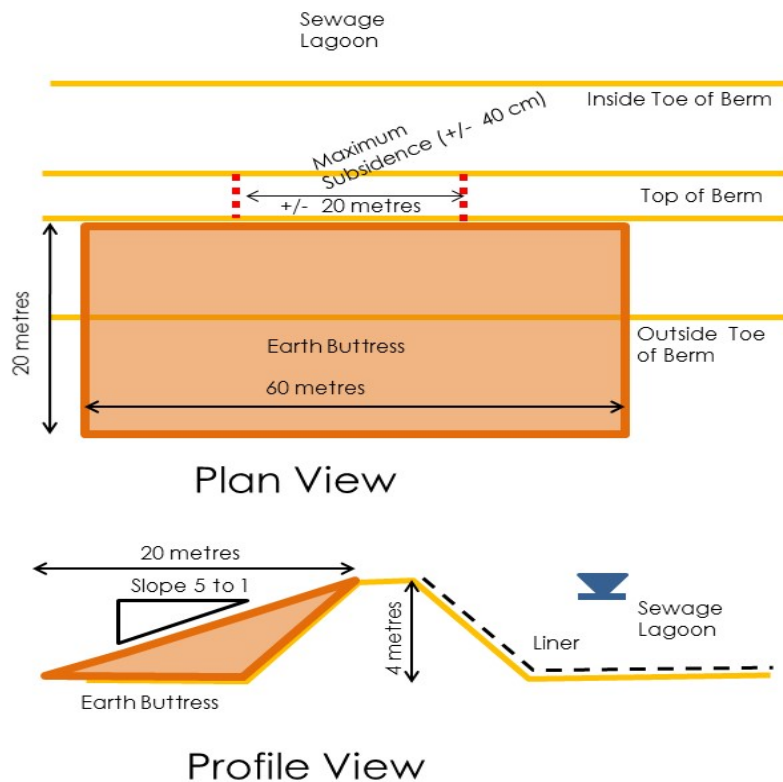 Sewage
Lagoon
Inside Toe of Berm
Maximum
Subsidence (+/- 40 cm)
+/- 20 metres
Top of Berm
20 metres
Outside Toe
of Berm
Earth Buttress
60 metres
Plan View
20 metres
Slope 5 to 1
4 metres
Liner
Sewage
Lagoon
Earth Buttress
Profile View